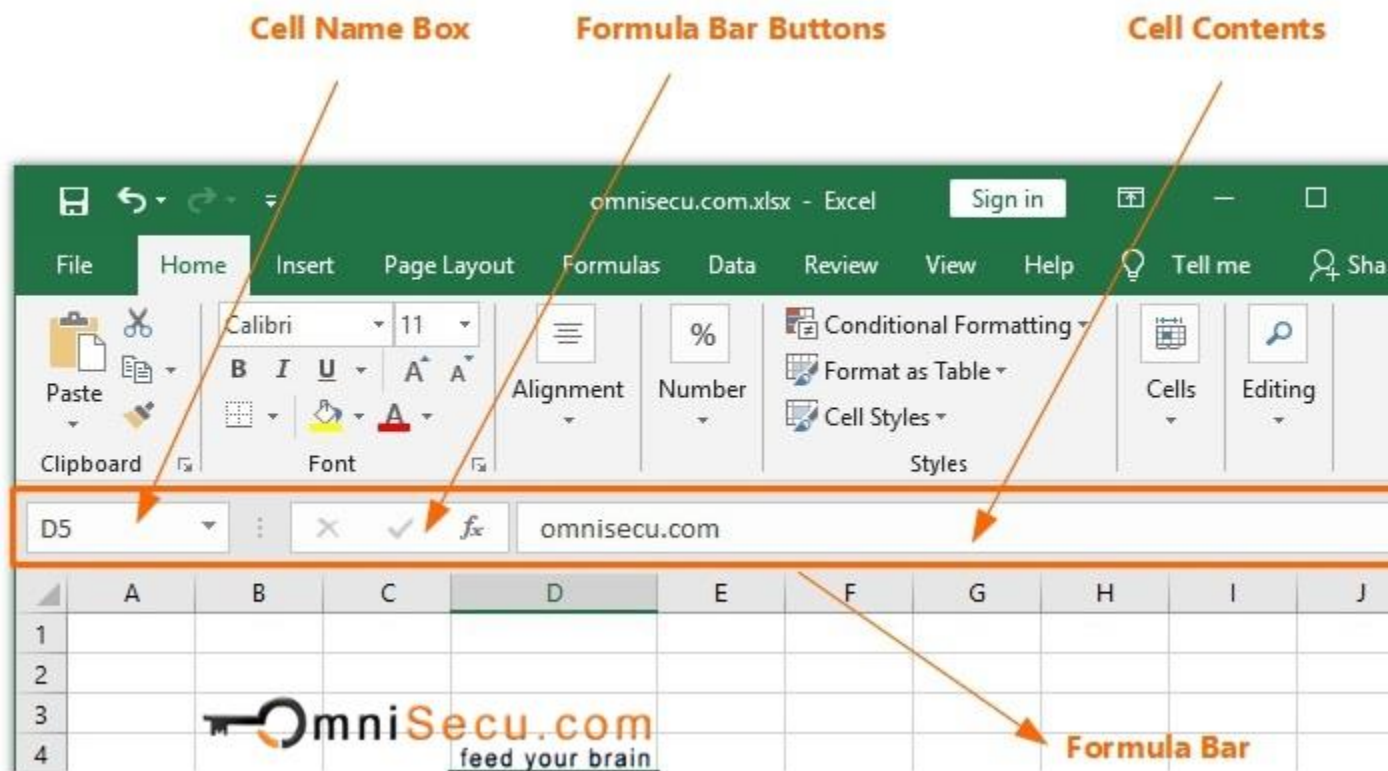 Cell Name Box Formula Bar Buttons Cell Contents
omnisecu.com.xlsx - Excel Sign in
File Home Insert Page Layout Formulas Data Review View Help Tell me Sha
Calibri 11 % Conditional Formatting
B I U A A Format as Table
Paste Alignment Number Cells Editing
A Cell Styles
Clipboard Font Styles
D5 fx omnisecu.com
A B C D E F G H I J
1
2
3 OmniSecu.com
4 feed your brain Formula Bar